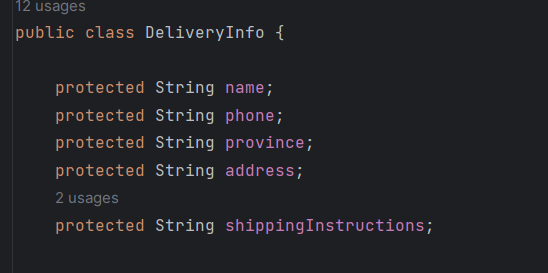 12 usages
public class DeliveryInfo {
protected String name;
protected String phone;
protected String province;
protected String address;
2 usages
protected String shippingInstructions;